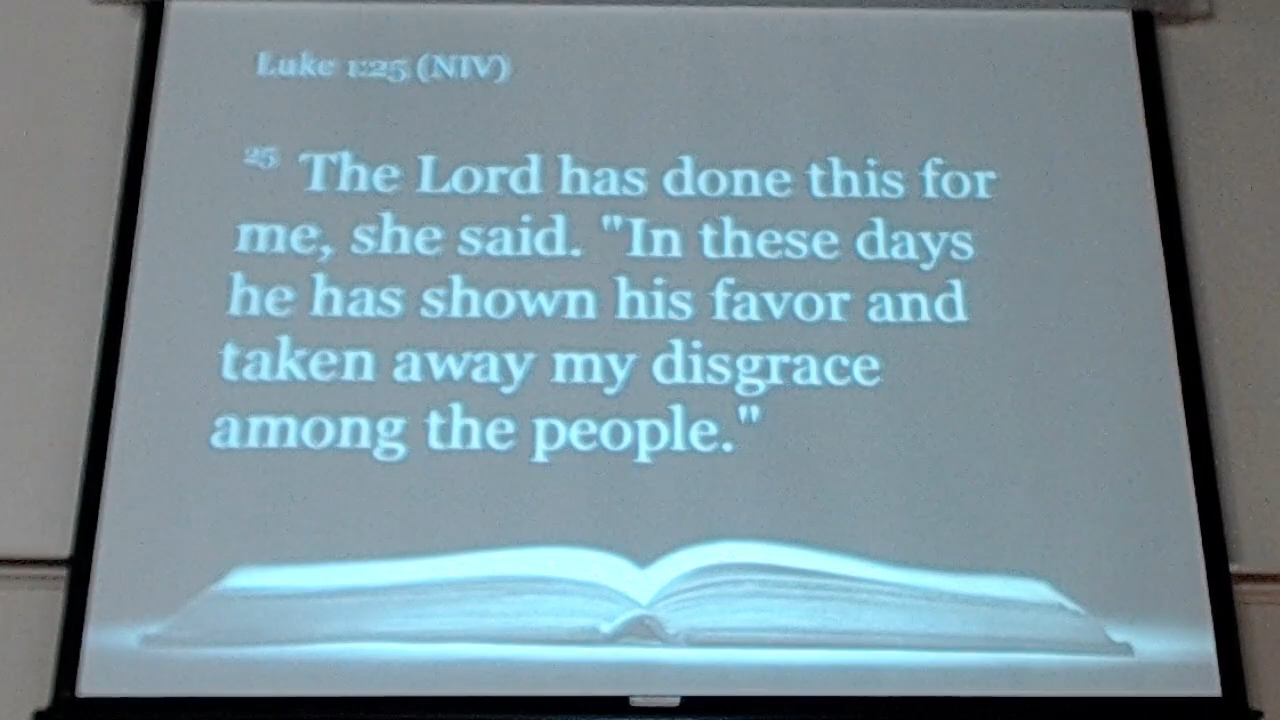 Luke 1:25 (NIV)
25 The Lord has done this for
me, she said. "In these days
he has shown his favor and
taken away my disgrace
among the people."